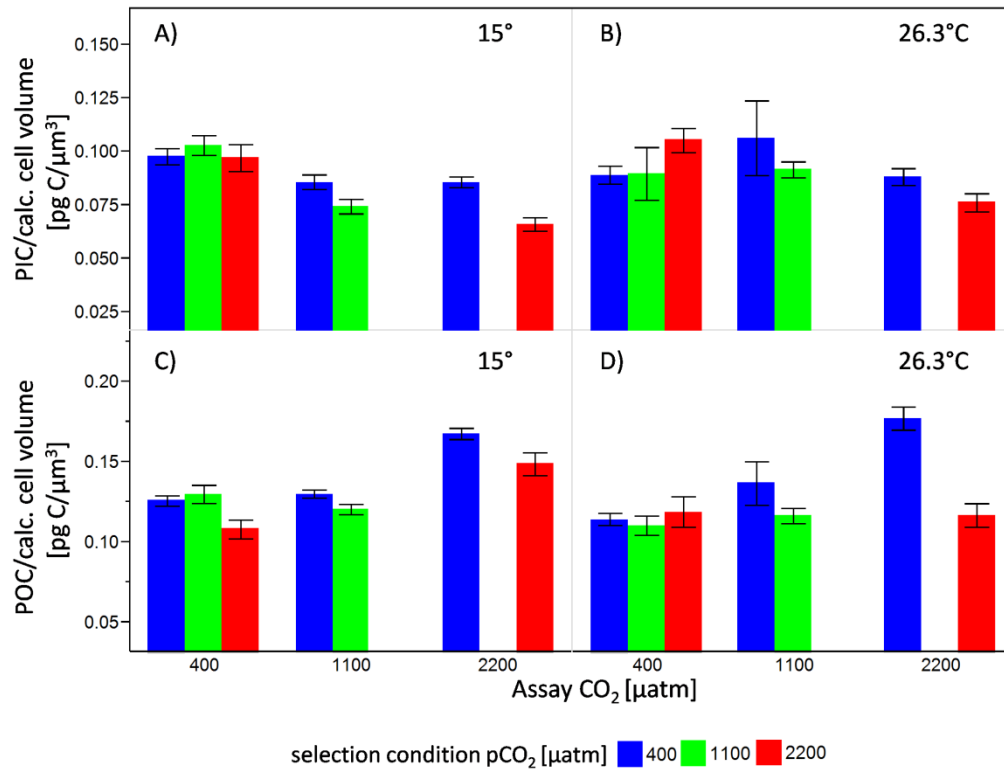 A) 15°
B) 26.3°C
0.150
0.125
0.100
0.075
0.050
0.025
PIC/calc. cell volume
[pg C/µm³]
C) 15°
D) 26.3°C
0.20
0.15
0.10
0.05
POC/calc. cell volume
[pg C/µm³]
400 1100 2200 400 1100 2200
Assay CO₂ [µatm]
selection condition pCO₂ [µatm] 400 1100 2200